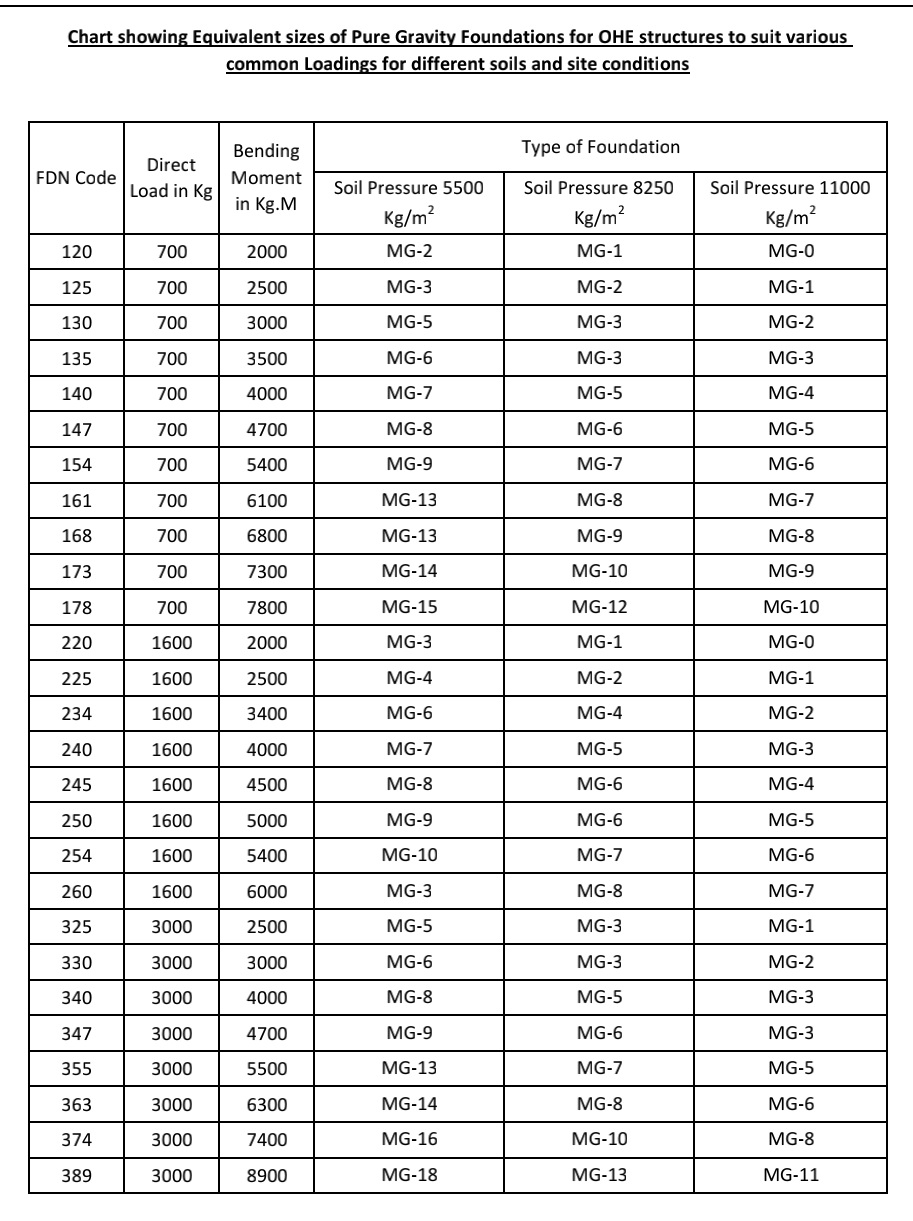 Chart showing Equivalent sizes of Pure Gravity Foundations for OHE structures to suit various
common Loadings for different soils and site conditions
FDN Code Direct Load in Kg Bending Moment in Kg.M Type of Foundation
Soil Pressure 5500 Kg/m² Soil Pressure 8250 Kg/m² Soil Pressure 11000 Kg/m²
120 700 2000 MG-2 MG-1 MG-0
125 700 2500 MG-3 MG-2 MG-1
130 700 3000 MG-5 MG-3 MG-2
135 700 3500 MG-6 MG-3 MG-3
140 700 4000 MG-7 MG-5 MG-4
147 700 4700 MG-8 MG-6 MG-5
154 700 5400 MG-9 MG-7 MG-6
161 700 6100 MG-13 MG-8 MG-7
168 700 6800 MG-13 MG-9 MG-8
173 700 7300 MG-14 MG-10 MG-9
178 700 7800 MG-15 MG-12 MG-10
220 1600 2000 MG-3 MG-1 MG-0
225 1600 2500 MG-4 MG-2 MG-1
234 1600 3400 MG-6 MG-4 MG-2
240 1600 4000 MG-7 MG-5 MG-3
245 1600 4500 MG-8 MG-6 MG-4
250 1600 5000 MG-9 MG-6 MG-5
254 1600 5400 MG-10 MG-7 MG-6
260 1600 6000 MG-3 MG-8 MG-7
325 3000 2500 MG-5 MG-3 MG-1
330 3000 3000 MG-6 MG-3 MG-2
340 3000 4000 MG-8 MG-5 MG-3
347 3000 4700 MG-9 MG-6 MG-3
355 3000 5500 MG-13 MG-7 MG-5
363 3000 6300 MG-14 MG-8 MG-6
374 3000 7400 MG-16 MG-10 MG-8
389 3000 8900 MG-18 MG-13 MG-11